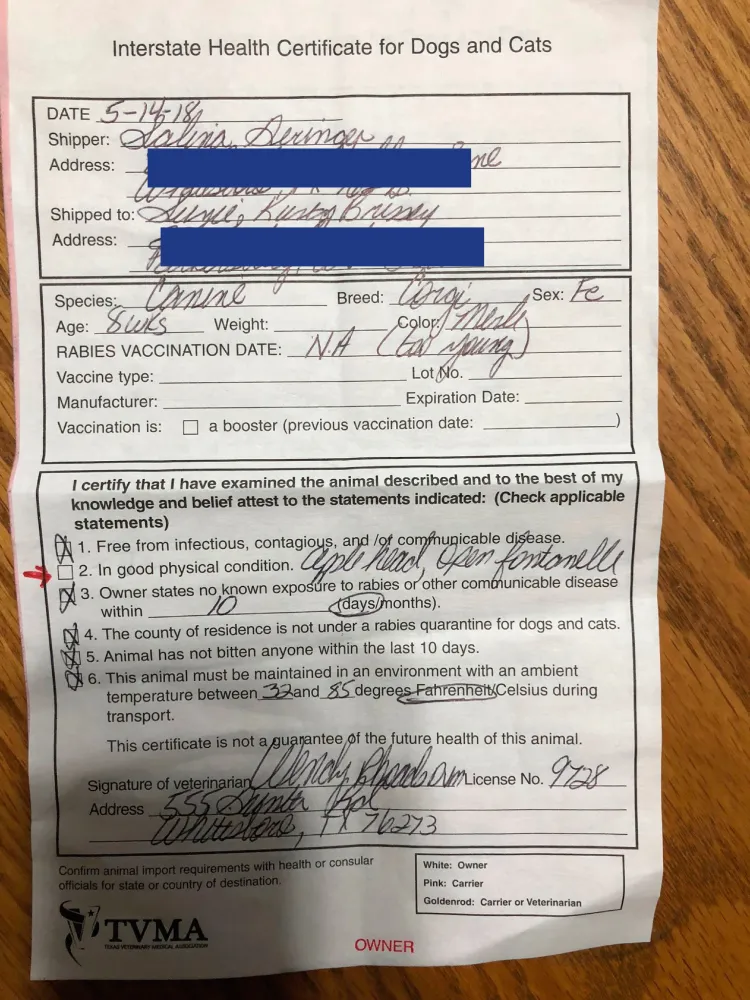 Interstate Health Certificate for Dogs and Cats
DATE 5-14-18
Shipper: Salina Deringer
Address:
Shipped to: Suzie, Kusty Brissey
Address:
Species: Canine Breed: Corgi Sex: Fe
Age: 8wks Weight: Color: Merle
RABIES VACCINATION DATE: N.A (too young)
Vaccine type: Lot No.
Manufacturer: Expiration Date:
Vaccination is: a booster (previous vaccination date: )
I certify that I have examined the animal described and to the best of my
knowledge and belief attest to the statements indicated: (Check applicable
statements)
1. Free from infectious, contagious, and /or communicable disease.
2. In good physical condition. aple head, open fontanelle
3. Owner states no known exposure to rabies or other communicable disease
within 10 (days/months).
4. The county of residence is not under a rabies quarantine for dogs and cats.
5. Animal has not bitten anyone within the last 10 days.
6. This animal must be maintained in an environment with an ambient
temperature between 32 and 85 degrees Fahrenheit/Celsius during
transport.
This certificate is not a guarantee of the future health of this animal.
Signature of veterinarian Wendy License No. 9728
Address 555
TX 76273
Confirm animal import requirements with health or consular
officials for state or country of destination.
White: Owner
Pink: Carrier
Goldenrod: Carrier or Veterinarian
TVMA
TEXAS VETERINARY MEDICAL ASSOCIATION
OWNER